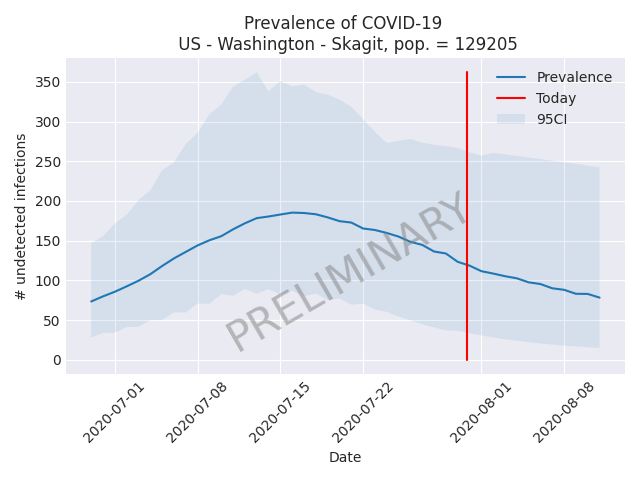 Prevalence of COVID-19
US - Washington - Skagit, pop. = 129205
350
300
250
200
150
100
50
0
# undetected infections
Prevalence
Today
95CI
PRELIMINARY
2020-07-01
2020-07-08
2020-07-15
2020-07-22
2020-08-01
2020-08-08
Date